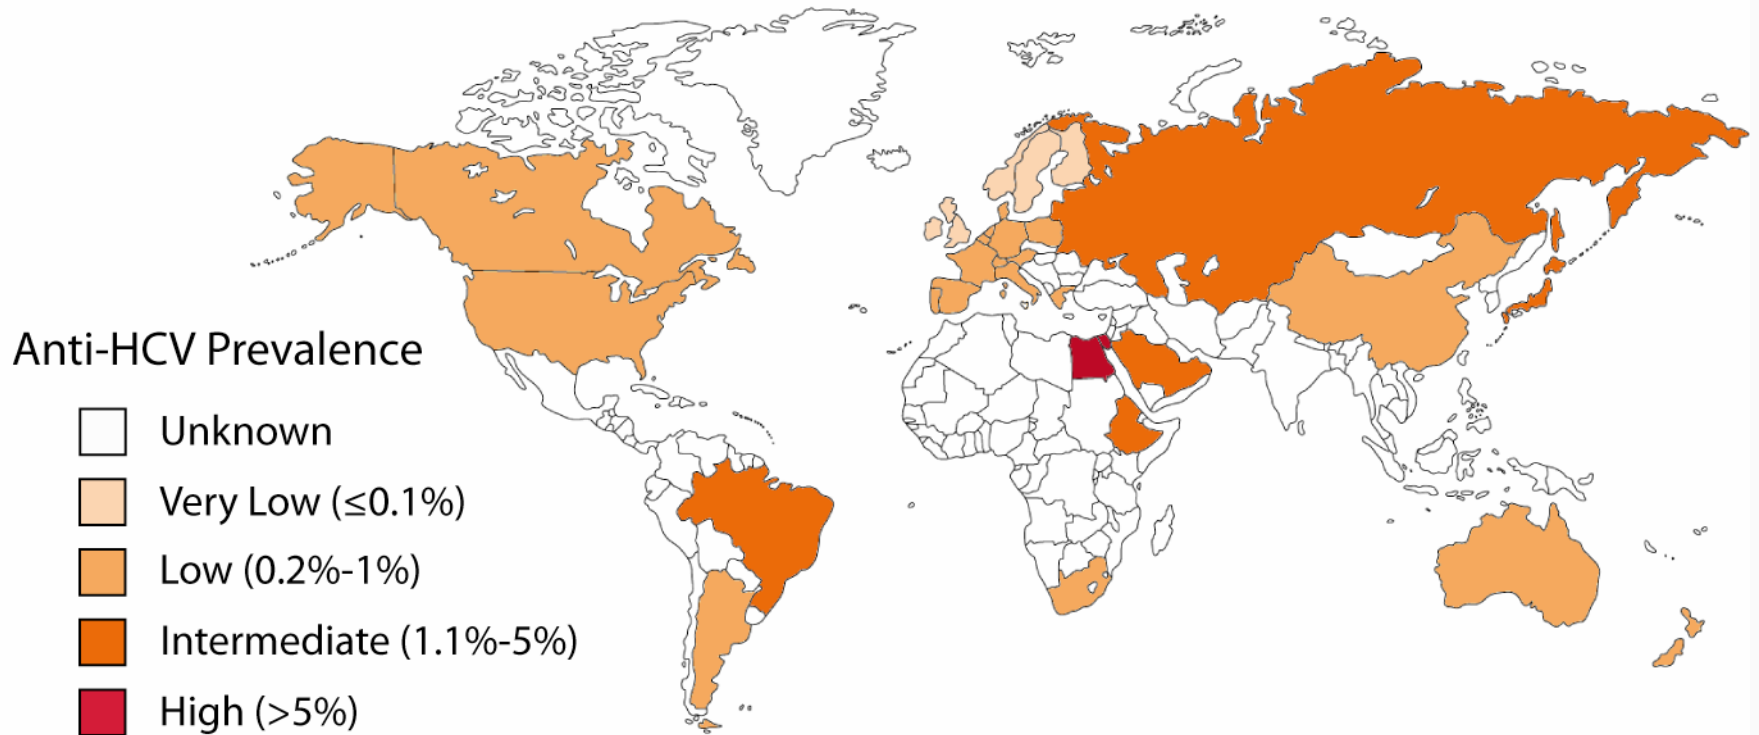 Anti-HCV Prevalence
Unknown
Very Low (≤0.1%)
Low (0.2%-1%)
Intermediate (1.1%-5%)
High (>5%)